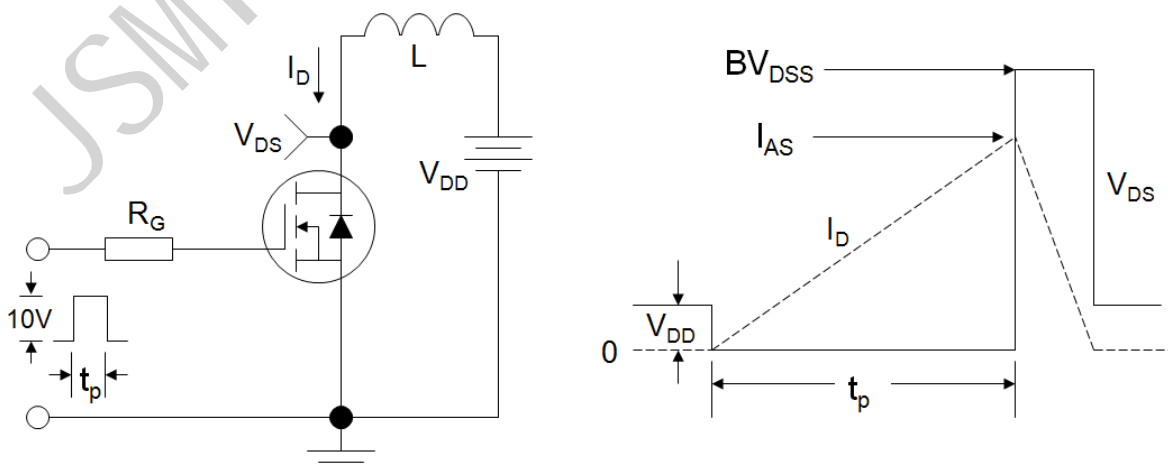 JSM
I_D
L
V_DS
V_DD
R_G
10V
t_p
BV_DSS
I_AS
V_DS
I_D
V_DD
0
t_p